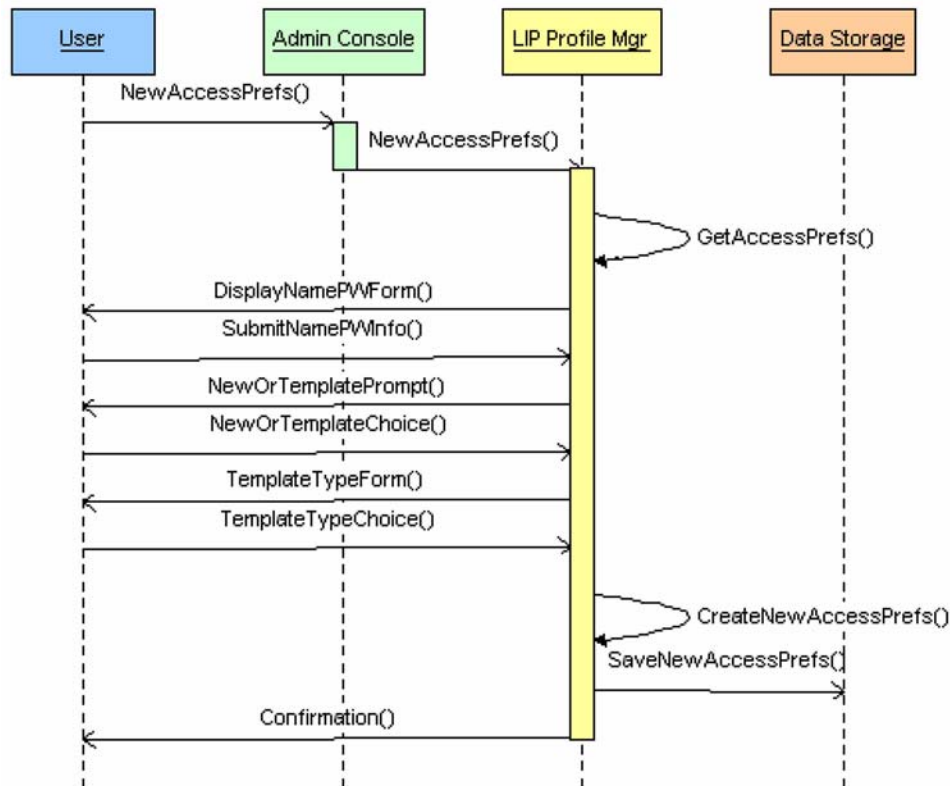 User
Admin Console
LIP Profile Mgr
Data Storage
NewAccessPrefs()
NewAccessPrefs()
GetAccessPrefs()
DisplayNamePWForm()
SubmitNamePWInfo()
NewOrTemplatePrompt()
NewOrTemplateChoice()
TemplateTypeForm()
TemplateTypeChoice()
CreateNewAccessPrefs()
SaveNewAccessPrefs()
Confirmation()